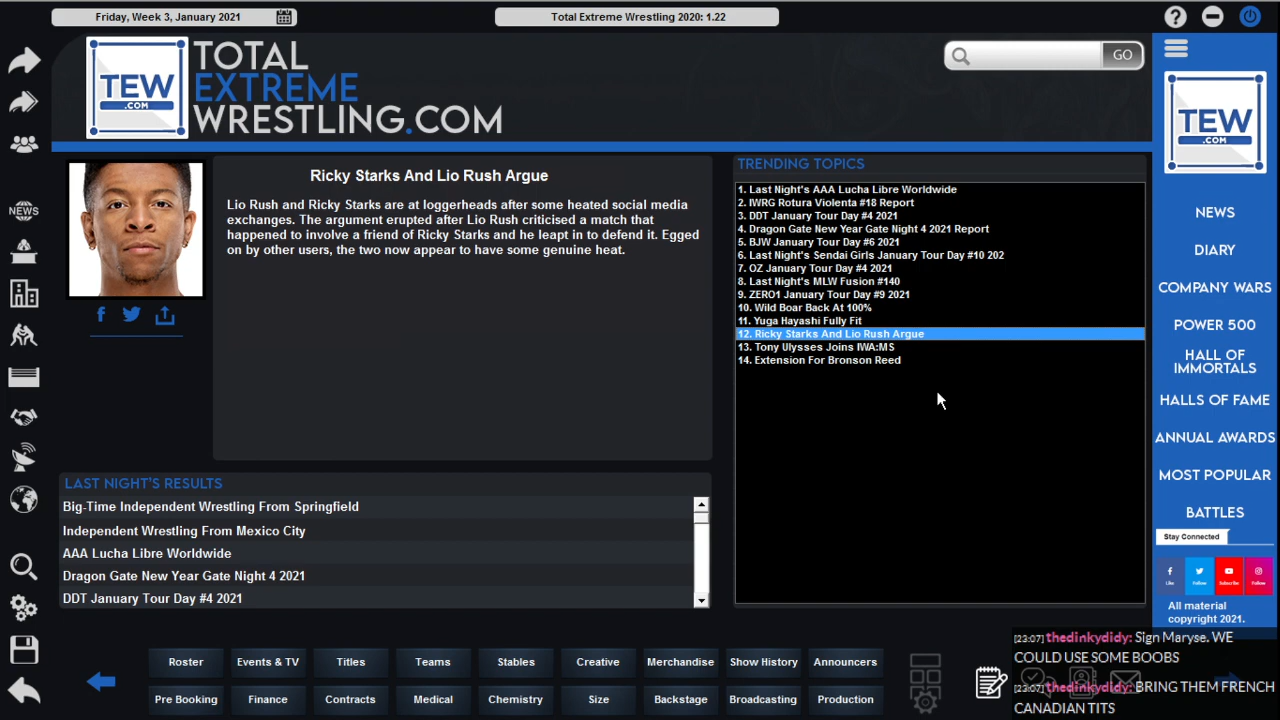 Friday, Week 3, January 2021
Total Extreme Wrestling 2020: 1.22
?
TEW
.COM
TOTAL
EXTREME
WRESTLING.COM
GO
TEW
.COM
Ricky Starks And Lio Rush Argue
Lio Rush and Ricky Starks are at loggerheads after some heated social media
exchanges. The argument erupted after Lio Rush criticised a match that
happened to involve a friend of Ricky Starks and he leapt in to defend it. Egged
on by other users, the two now appear to have some genuine heat.
TRENDING TOPICS
1. Last Night's AAA Lucha Libre Worldwide
2. IWRG Rotura Violenta #18 Report
3. DDT January Tour Day #4 2021
4. Dragon Gate New Year Gate Night 4 2021 Report
5. BJW January Tour Day #6 2021
6. Last Night's Sendai Girls January Tour Day #10 202
7. OZ January Tour Day #4 2021
8. Last Night's MLW Fusion #140
9. ZERO1 January Tour Day #9 2021
10. Wild Boar Back At 100%
11. Yuga Hayashi Fully Fit
12. Ricky Starks And Lio Rush Argue
13. Tony Ulysses Joins IWA:MS
14. Extension For Bronson Reed
NEWS
NEWS
DIARY
COMPANY WARS
POWER 500
HALL OF
IMMORTALS
HALLS OF FAME
ANNUAL AWARDS
MOST POPULAR
BATTLES
Stay Connected
Like
Follow
Subscribe
Follow
All material
copyright 2021.
LAST NIGHT'S RESULTS
Big-Time Independent Wrestling From Springfield
Independent Wrestling From Mexico City
AAA Lucha Libre Worldwide
Dragon Gate New Year Gate Night 4 2021
DDT January Tour Day #4 2021
Roster
Events & TV
Titles
Teams
Stables
Creative
Merchandise
Show History
Announcers
Pre Booking
Finance
Contracts
Medical
Chemistry
Size
Backstage
Broadcasting
Production
[23:07] thedinkydidy: Sign Maryse. WE
COULD USE SOME BOOBS
[23:07] thedinkydidy: BRING THEM FRENCH
CANADIAN TITS